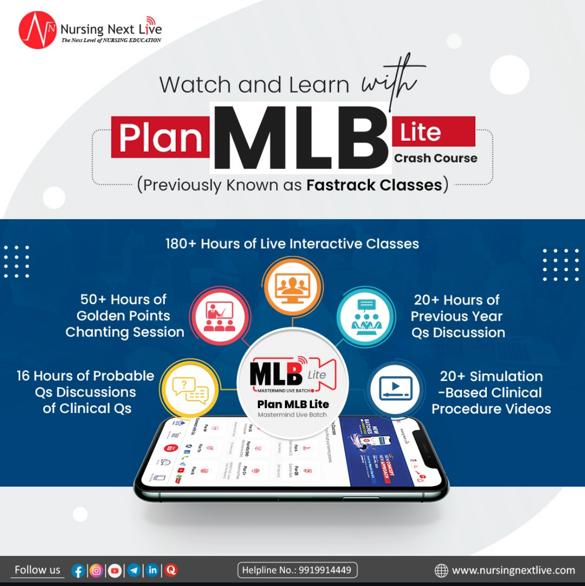 Nursing Next Live
The Next Level of NURSING EDUCATION
Watch and Learn with
Plan MLB Lite
Crash Course
(Previously Known as Fastrack Classes)
180+ Hours of Live Interactive Classes
50+ Hours of
Golden Points
Chanting Session
20+ Hours of
Previous Year
Qs Discussion
16 Hours of Probable
Qs Discussions
of Clinical Qs
20+ Simulation
-Based Clinical
Procedure Videos
MLB Lite
MASTERMIND LIVE BATCH
Plan MLB Lite
Mastermind Live Batch
Follow us
Helpline No.: 9919914449
www.nursingnextlive.com